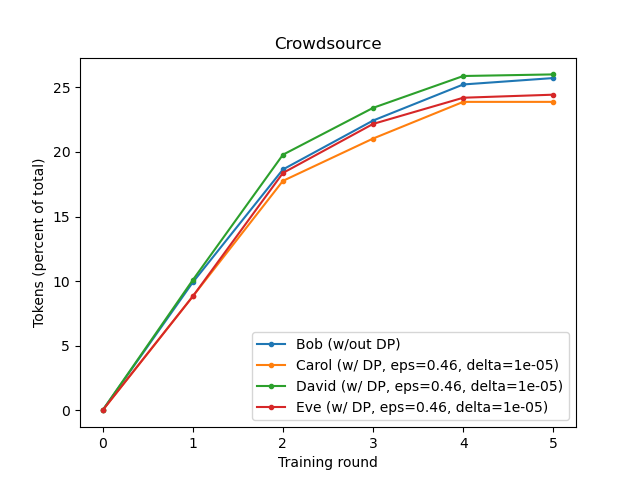 Crowdsource
Tokens (percent of total)
25
20
15
10
5
0
Bob (w/out DP)
Carol (w/ DP, eps=0.46, delta=1e-05)
David (w/ DP, eps=0.46, delta=1e-05)
Eve (w/ DP, eps=0.46, delta=1e-05)
0 1 2 3 4 5
Training round